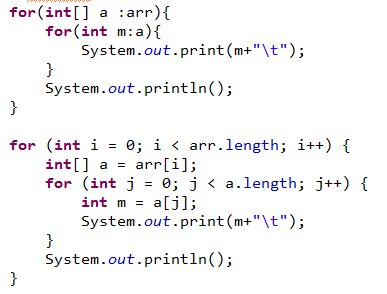 for(int[] a :arr){
    for(int m:a){
        System.out.print(m+"\t");
    }
    System.out.println();
}

for (int i = 0; i < arr.length; i++) {
    int[] a = arr[i];
    for (int j = 0; j < a.length; j++) {
        int m = a[j];
        System.out.print(m+"\t");
    }
    System.out.println();
}